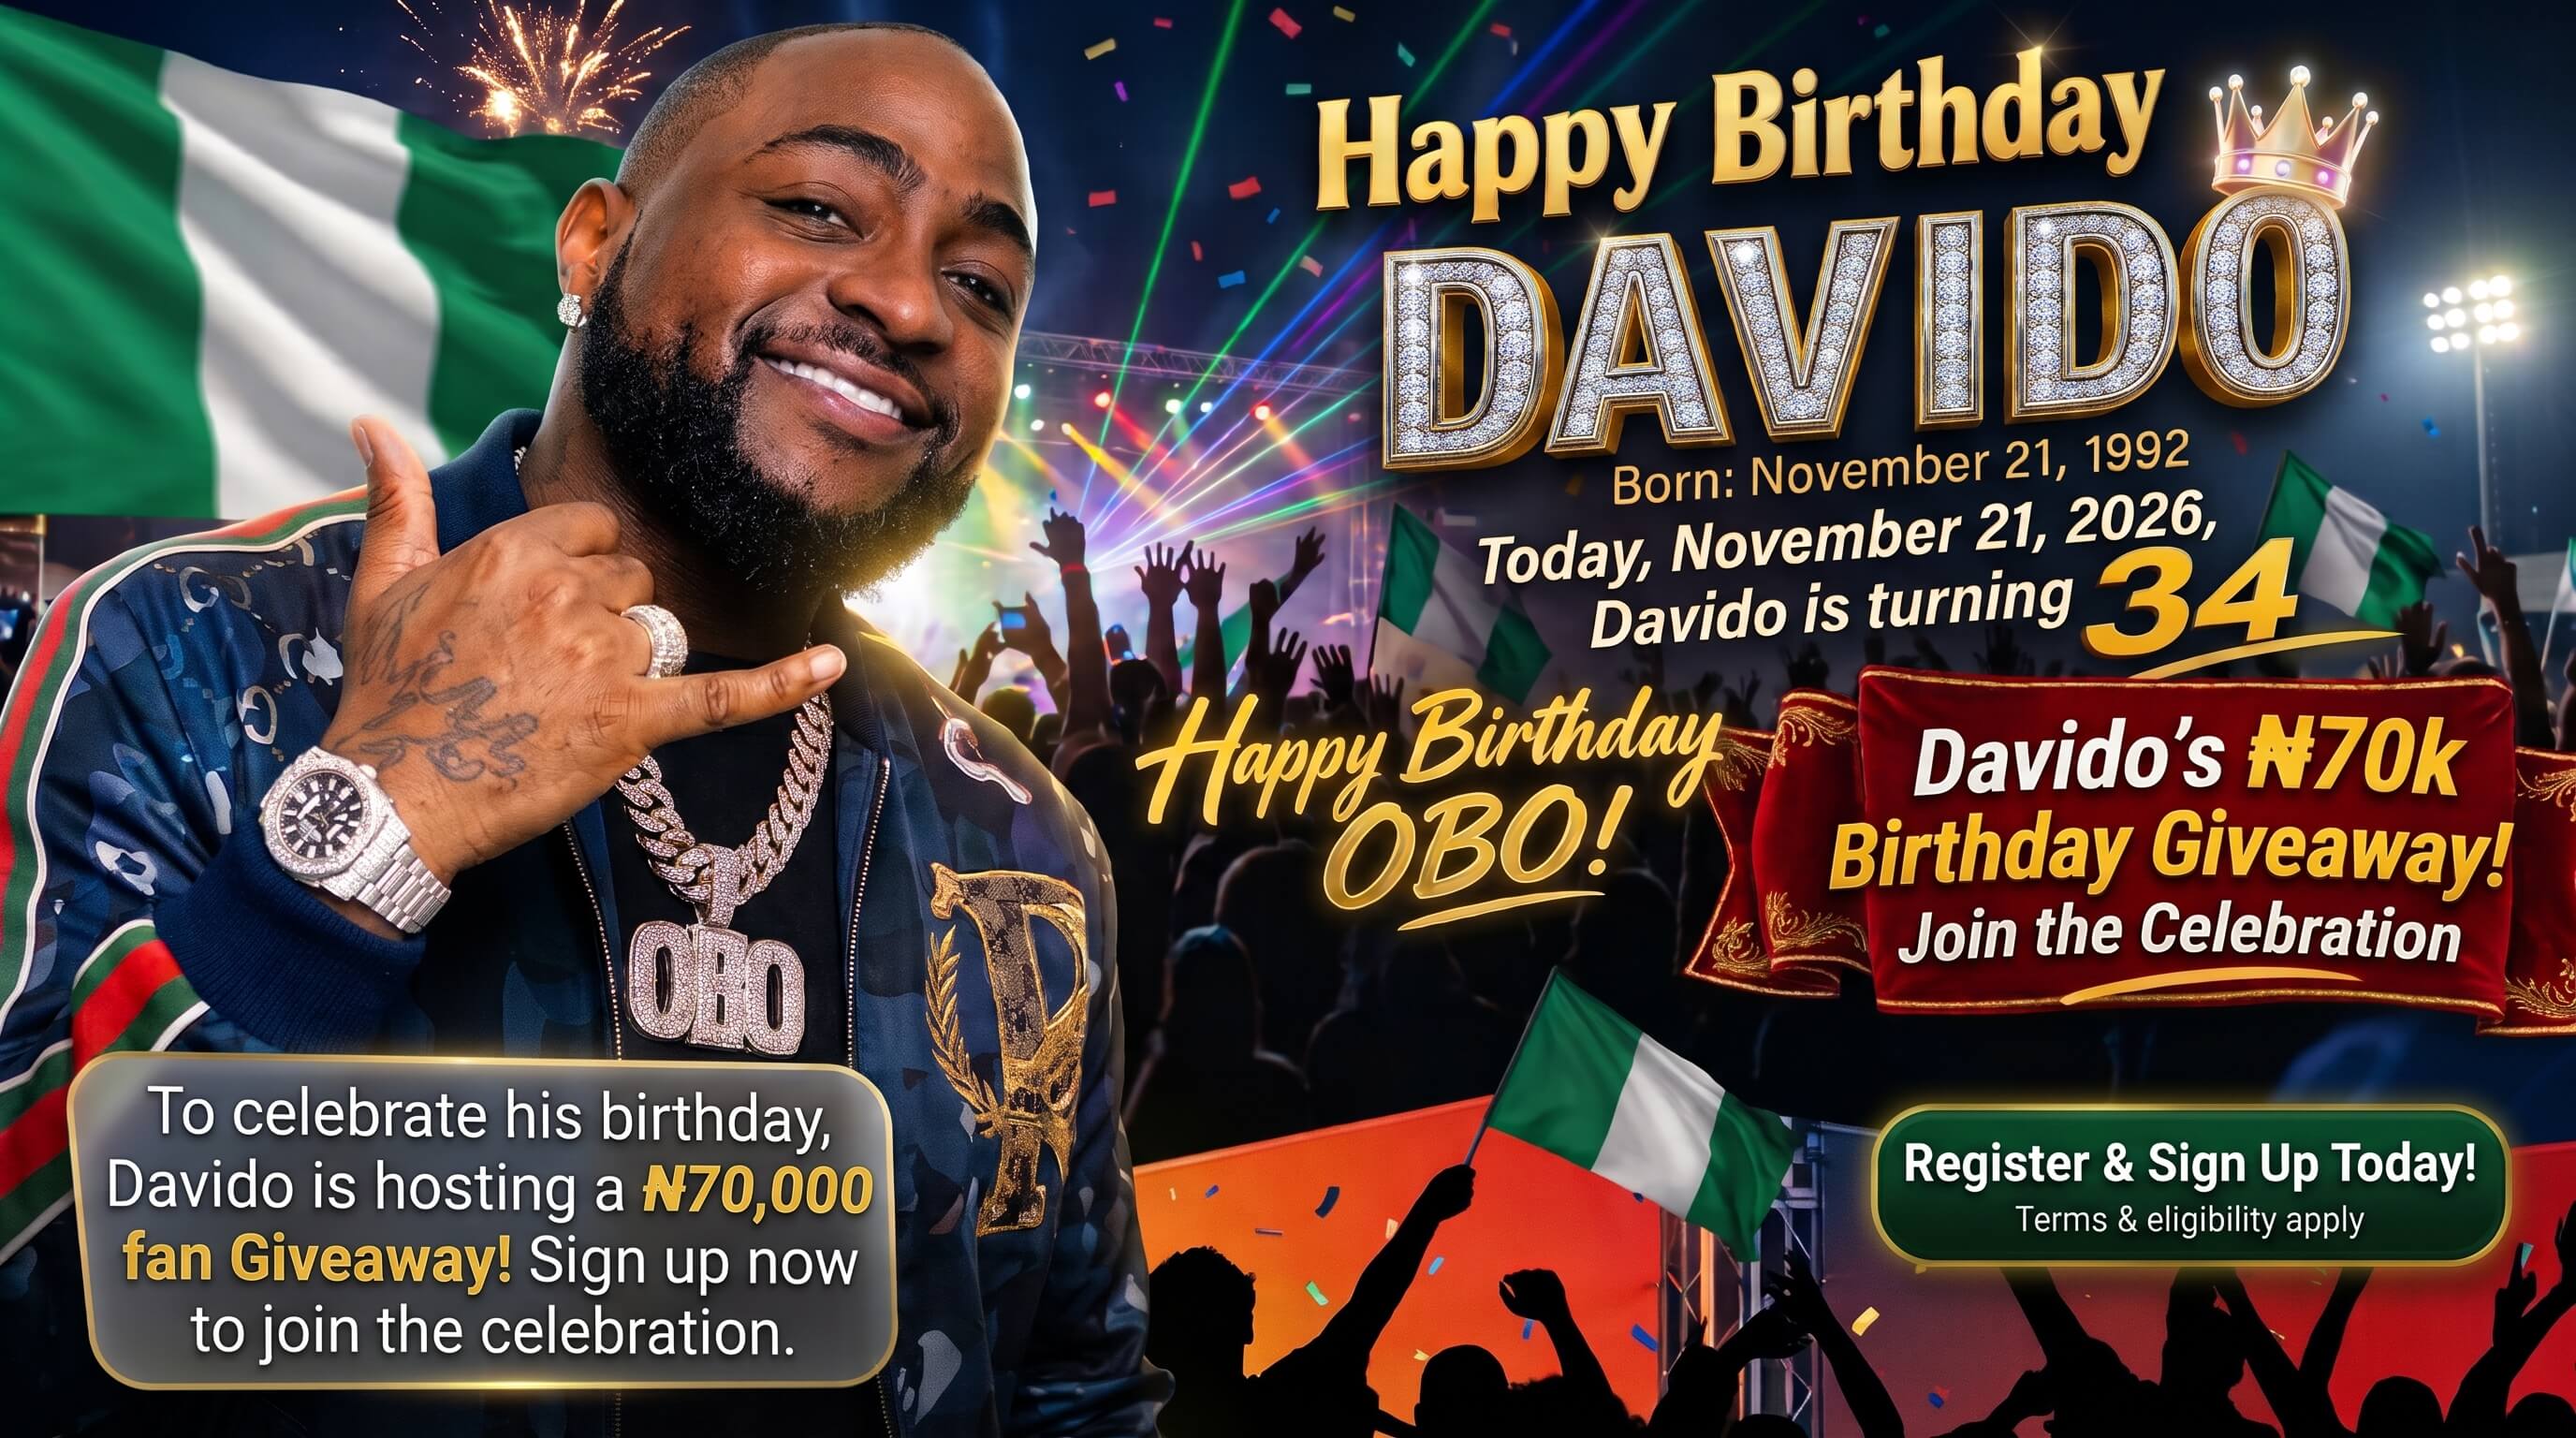 Happy Birthday
DAVIDO
Born: November 21, 1992
Today, November 21, 2026,
Davido is turning 34
Happy Birthday
OBO!
Davido's ₦70k
Birthday Giveaway!
Join the Celebration
OBO
To celebrate his birthday,
Davido is hosting a ₦70,000
fan Giveaway! Sign up now
to join the celebration.
Register & Sign Up Today!
Terms & eligibility apply